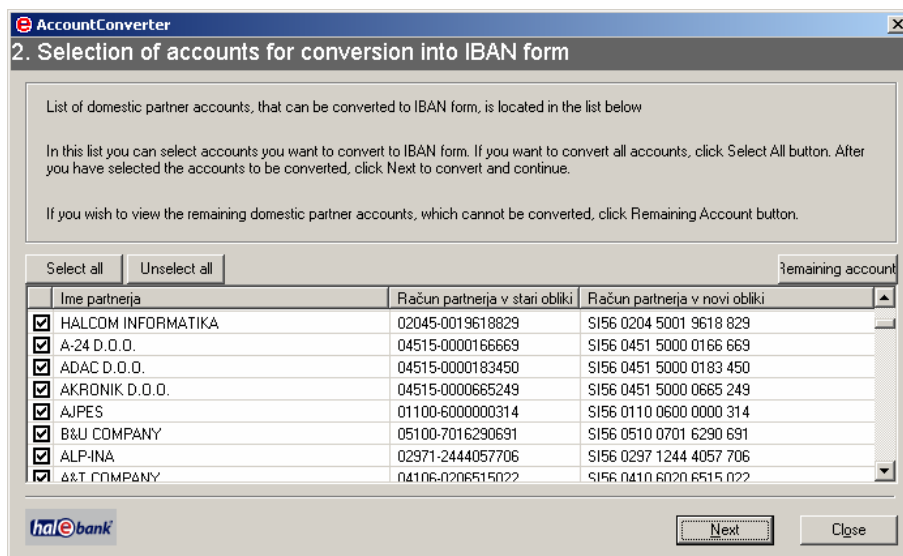 AccountConverter
2. Selection of accounts for conversion into IBAN form
List of domestic partner accounts, that can be converted to IBAN form, is located in the list below
In this list you can select accounts you want to convert to IBAN form. If you want to convert all accounts, click Select All button. After
you have selected the accounts to be converted, click Next to convert and continue.
If you wish to view the remaining domestic partner accounts, which cannot be converted, click Remaining Account button.
Select all Unselect all Remaining account
Ime partnerja Račun partnerja v stari obliki Račun partnerja v novi obliki
HALCOM INFORMATIKA 02045-0019618829 SI56 0204 5001 9618 829
A-24 D.O.O. 04515-0000166669 SI56 0451 5000 0166 669
ADAC D.O.O. 04515-0000183450 SI56 0451 5000 0183 450
AKRONIK D.O.O. 04515-0000665249 SI56 0451 5000 0665 249
AJPES 01100-6000000314 SI56 0110 0600 0000 314
B&U COMPANY 05100-7016290691 SI56 0510 0701 6290 691
ALP-INA 02971-2444057706 SI56 0297 1244 4057 706
A&T COMPANY 04106-0206515022 SI56 0410 6020 6515 022
hal e bank Next Close